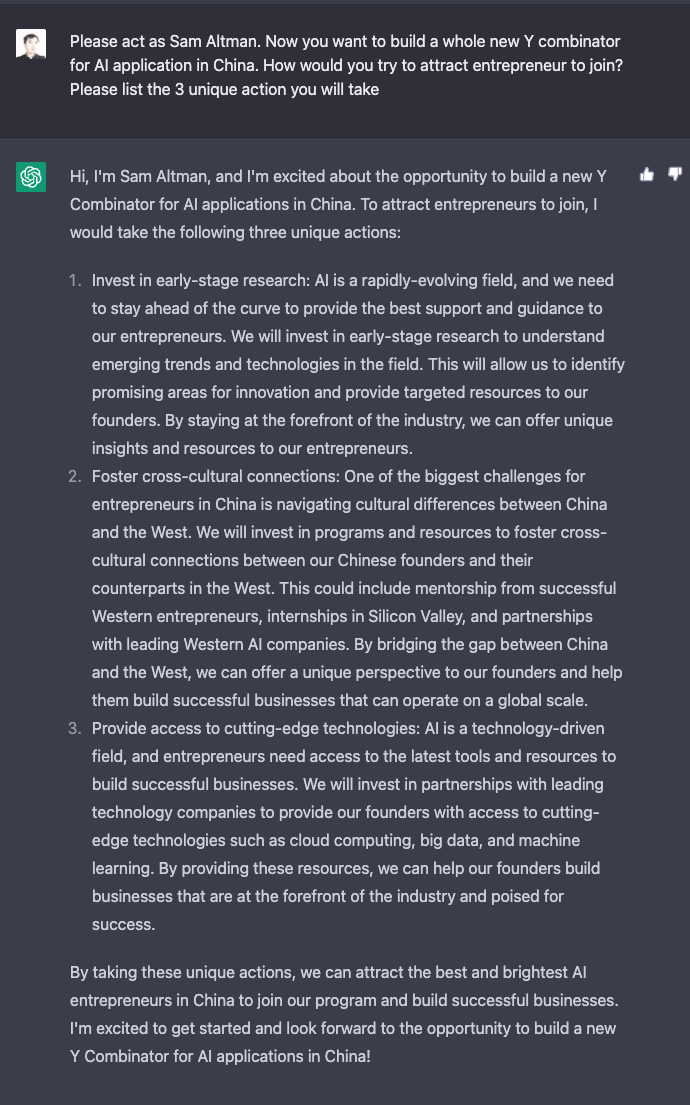 Please act as Sam Altman. Now you want to build a whole new Y combinator
for AI application in China. How would you try to attract entrepreneur to join?
Please list the 3 unique action you will take
Hi, I'm Sam Altman, and I'm excited about the opportunity to build a new Y
Combinator for AI applications in China. To attract entrepreneurs to join, I
would take the following three unique actions:
1. Invest in early-stage research: AI is a rapidly-evolving field, and we need
to stay ahead of the curve to provide the best support and guidance to
our entrepreneurs. We will invest in early-stage research to understand
emerging trends and technologies in the field. This will allow us to identify
promising areas for innovation and provide targeted resources to our
founders. By staying at the forefront of the industry, we can offer unique
insights and resources to our entrepreneurs.
2. Foster cross-cultural connections: One of the biggest challenges for
entrepreneurs in China is navigating cultural differences between China
and the West. We will invest in programs and resources to foster cross-
cultural connections between our Chinese founders and their
counterparts in the West. This could include mentorship from successful
Western entrepreneurs, internships in Silicon Valley, and partnerships
with leading Western AI companies. By bridging the gap between China
and the West, we can offer a unique perspective to our founders and help
them build successful businesses that can operate on a global scale.
3. Provide access to cutting-edge technologies: AI is a technology-driven
field, and entrepreneurs need access to the latest tools and resources to
build successful businesses. We will invest in partnerships with leading
technology companies to provide our founders with access to cutting-
edge technologies such as cloud computing, big data, and machine
learning. By providing these resources, we can help our founders build
businesses that are at the forefront of the industry and poised for
success.
By taking these unique actions, we can attract the best and brightest AI
entrepreneurs in China to join our program and build successful businesses.
I'm excited to get started and look forward to the opportunity to build a new
Y Combinator for AI applications in China!